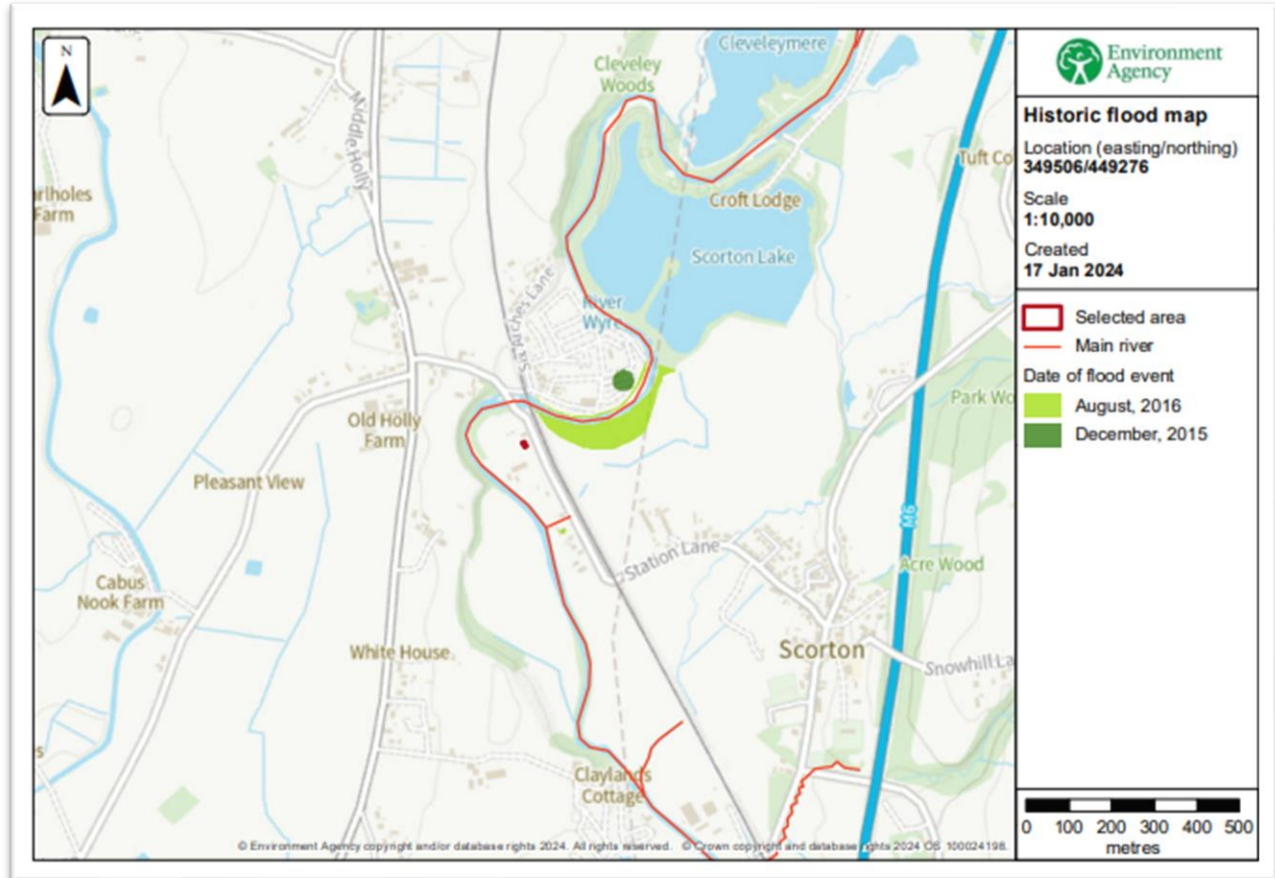 N
Cleveleymere
Cleveley
Woods
Middle Holly
Tuft Co
rlholes
Farm
Croft Lodge
Scorton Lake
Six Arches Lane
River
Wyre
Park Wo
Old Holly
Farm
Pleasant View
M6
Station Lane
Acre Wood
Cabus
Nook Farm
White House
Scorton
Snowhill La
s
Claylands
Cottage
© Environment Agency copyright and/or database rights 2024. All rights reserved. © Crown copyright and database rights 2024 OS 100024198.
Environment
Agency
Historic flood map
Location (easting/northing)
349506/449276
Scale
1:10,000
Created
17 Jan 2024
Selected area
Main river
Date of flood event
August, 2016
December, 2015
0 100 200 300 400 500
metres